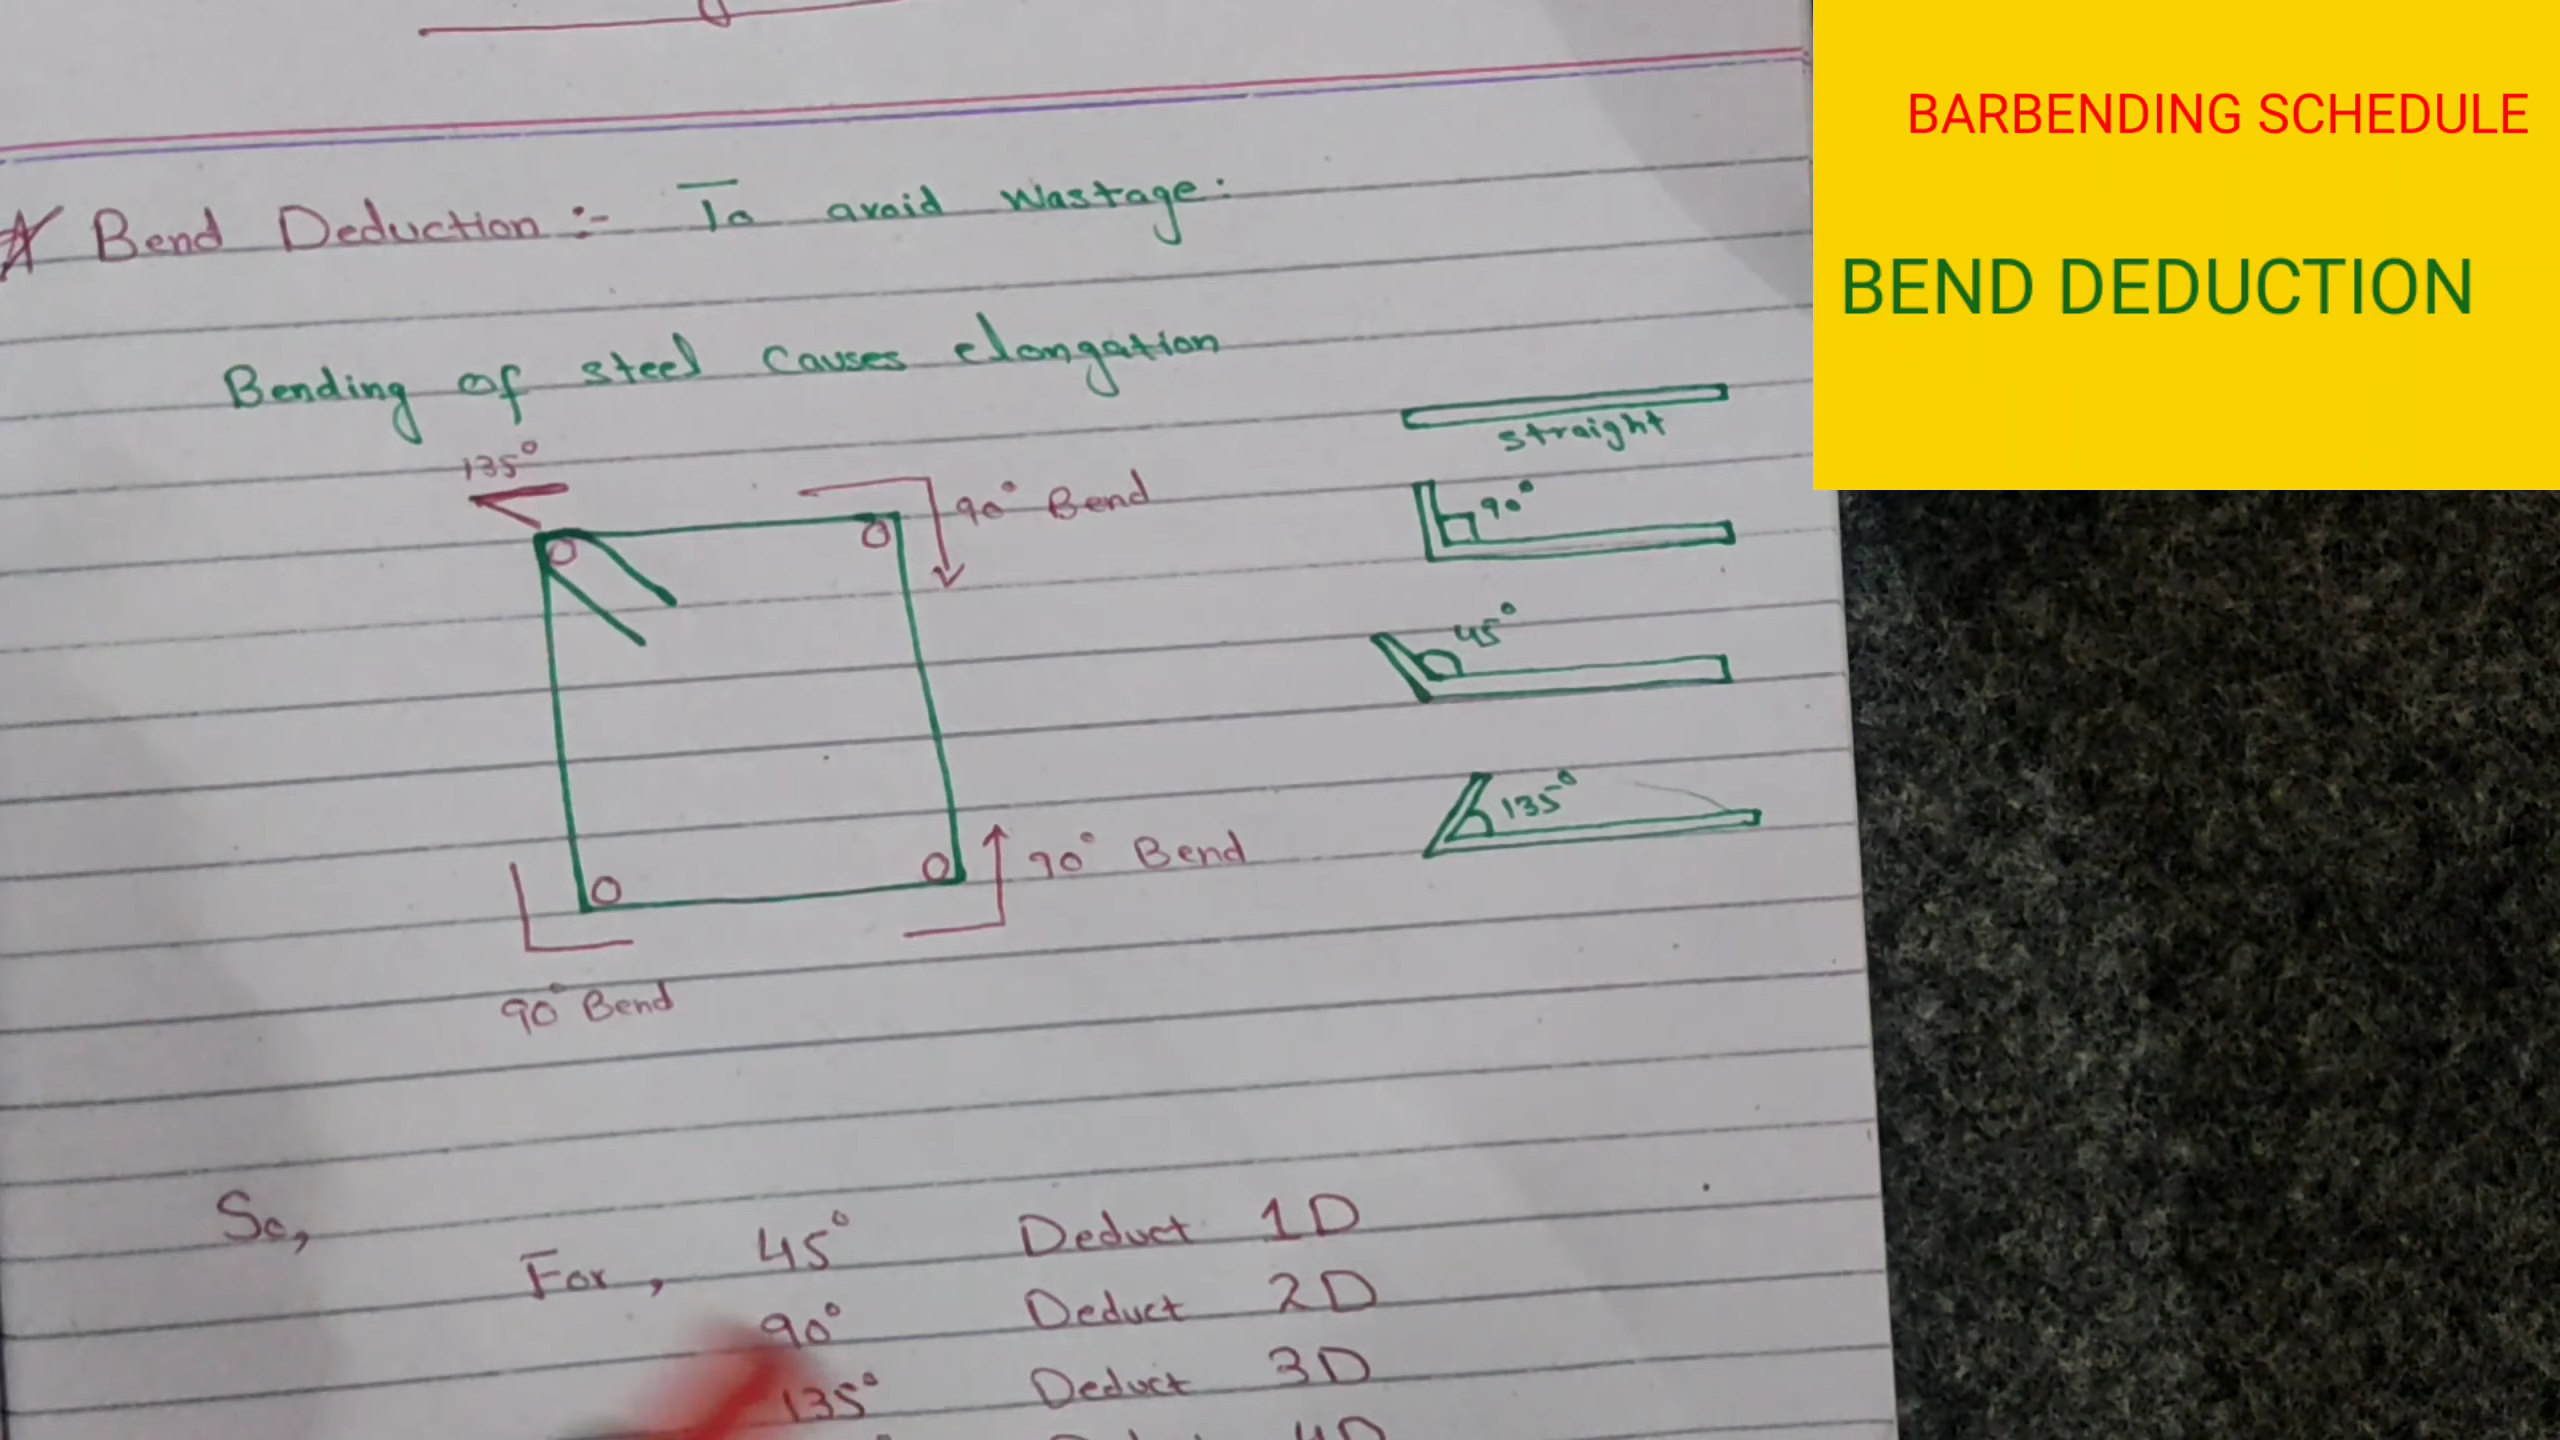 BARBENDING SCHEDULE
BEND DEDUCTION
Bend Deduction :- To avoid Wastage:
Bending of steel Causes elongation
135°
90° Bend
90° Bend
90° Bend
straight
90°
45°
135°
So,
For, 45° Deduct 1D
90° Deduct 2D
135° Deduct 3D
4D